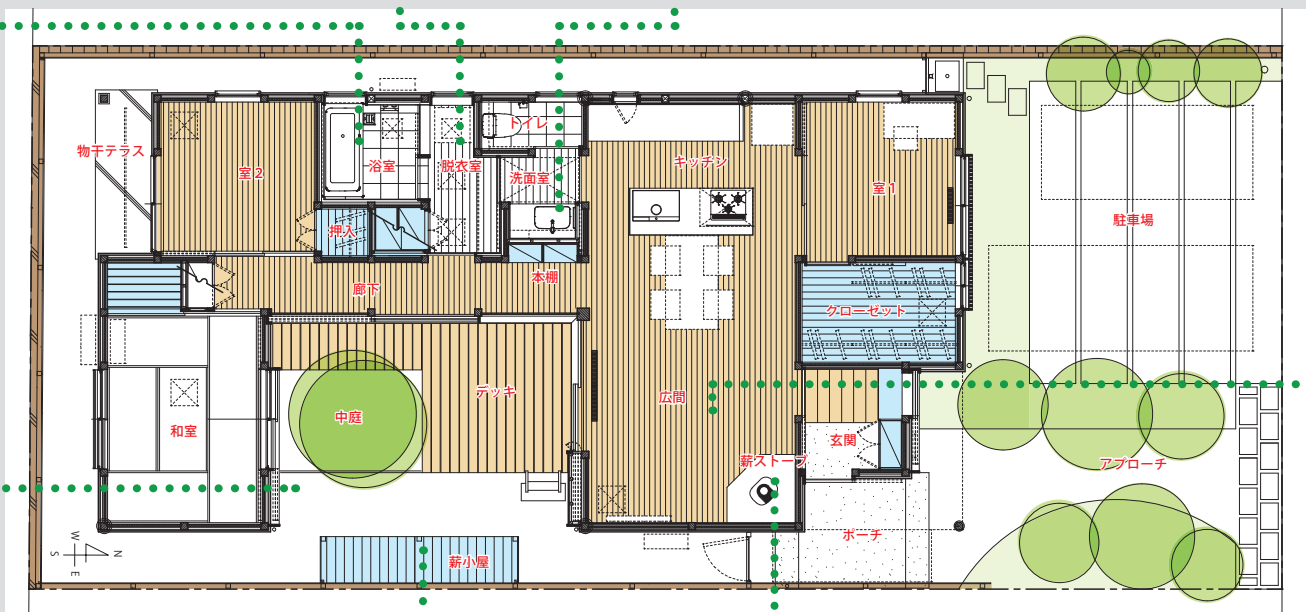 トイレ
物干テラス
室2
浴室
脱衣室
洗面室
キッチン
室1
駐車場
押入
本棚
廊下
クローゼット
デッキ
広間
中庭
和室
玄関
薪ストーブ
アプローチ
ポーチ
薪小屋
W
S
N
E